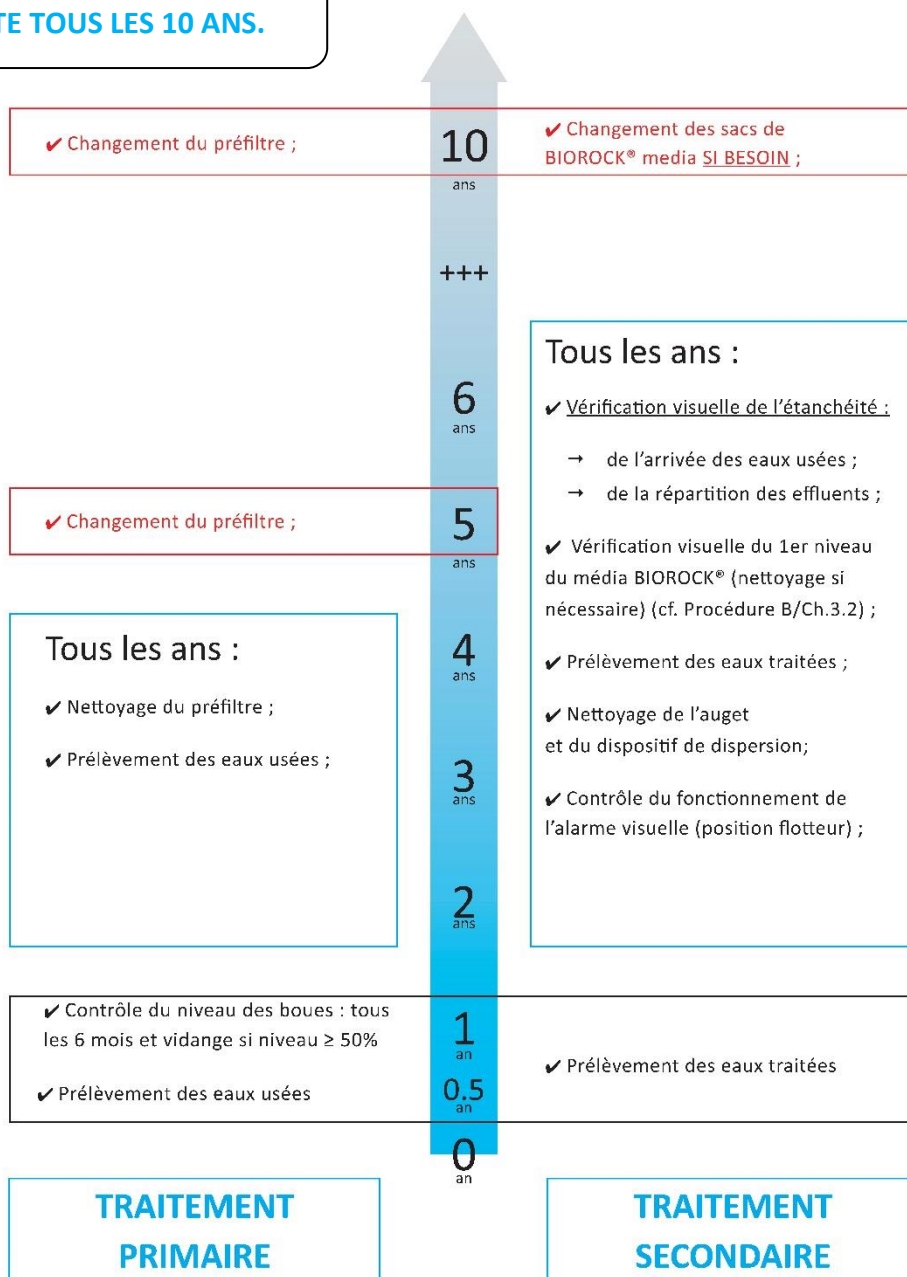 TE TOUS LES 10 ANS.
✔ Changement du préfiltre ;
10
ans
✔ Changement des sacs de
BIOROCK® media SI BESOIN ;
+++
6
ans
✔ Changement du préfiltre ;
5
ans
Tous les ans :
✔ Nettoyage du préfiltre ;
✔ Prélèvement des eaux usées ;
4
ans
3
ans
2
ans
Tous les ans :
✔ Vérification visuelle de l’étanchéité :
→ de l’arrivée des eaux usées ;
→ de la répartition des effluents ;
✔ Vérification visuelle du 1er niveau
du média BIOROCK® (nettoyage si
nécessaire) (cf. Procédure B/Ch.3.2) ;
✔ Prélèvement des eaux traitées ;
✔ Nettoyage de l’auget
et du dispositif de dispersion;
✔ Contrôle du fonctionnement de
l’alarme visuelle (position flotteur) ;
✔ Contrôle du niveau des boues : tous
les 6 mois et vidange si niveau ≥ 50%
✔ Prélèvement des eaux usées
1
an
0.5
an
✔ Prélèvement des eaux traitées
0
an
TRAITEMENT
PRIMAIRE
TRAITEMENT
SECONDAIRE